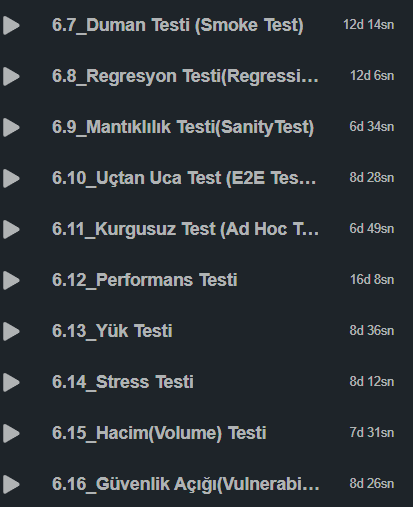 6.7_Duman Testi (Smoke Test) 12d 14sn
6.8_Regresyon Testi(Regressi... 12d 6sn
6.9_Mantıklılık Testi(SanityTest) 6d 34sn
6.10_Uçtan Uca Test (E2E Tes... 8d 28sn
6.11_Kurgusuz Test (Ad Hoc T... 6d 49sn
6.12_Performans Testi 16d 8sn
6.13_Yük Testi 8d 36sn
6.14_Stress Testi 8d 12sn
6.15_Hacim(Volume) Testi 7d 31sn
6.16_Güvenlik Açığı(Vulnerabi... 8d 26sn